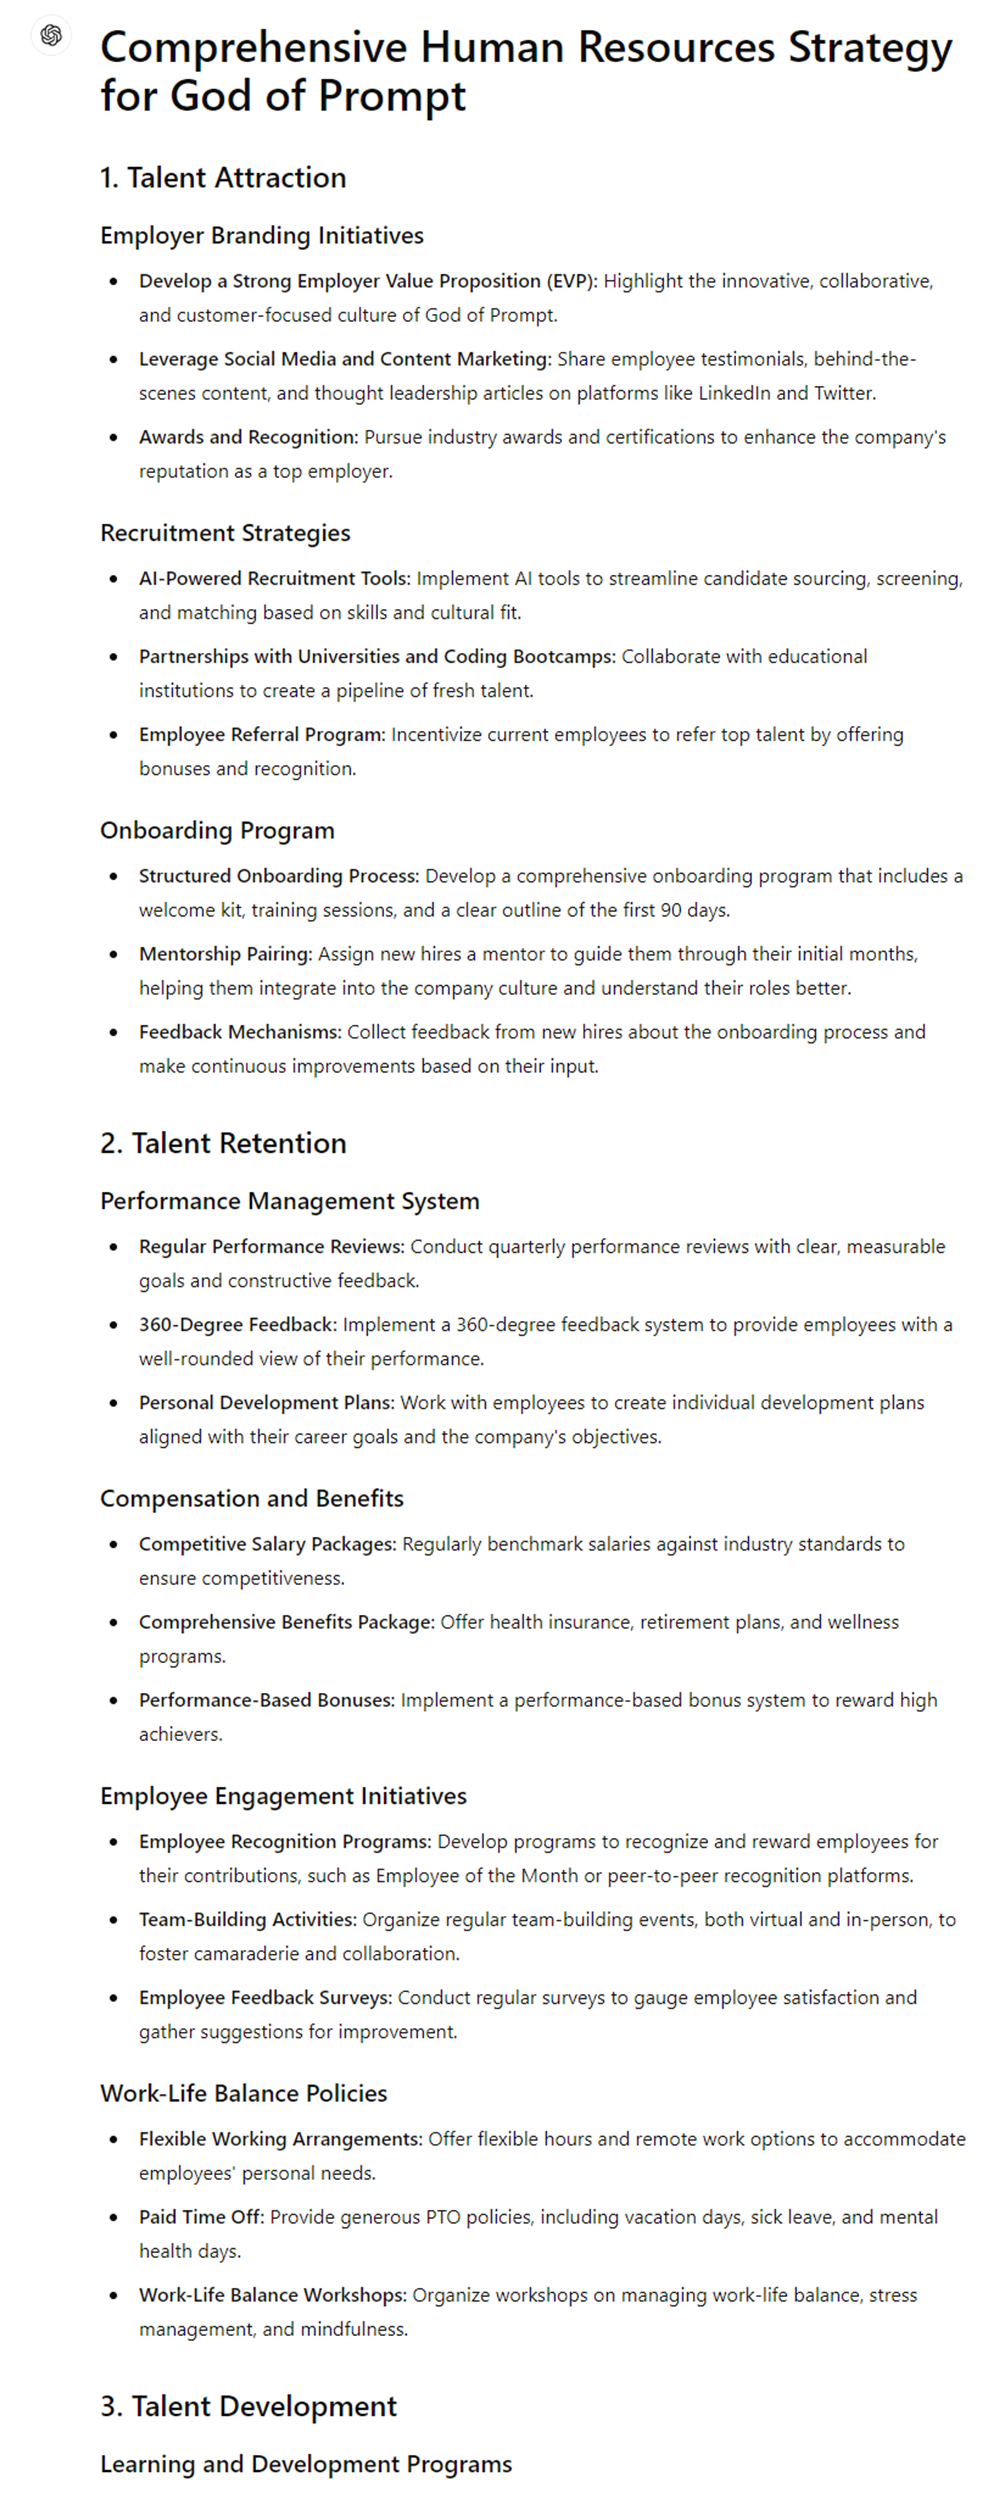 Comprehensive Human Resources Strategy
for God of Prompt
1. Talent Attraction
Employer Branding Initiatives
• Develop a Strong Employer Value Proposition (EVP): Highlight the innovative, collaborative,
and customer-focused culture of God of Prompt.
• Leverage Social Media and Content Marketing: Share employee testimonials, behind-the-
scenes content, and thought leadership articles on platforms like LinkedIn and Twitter.
• Awards and Recognition: Pursue industry awards and certifications to enhance the company's
reputation as a top employer.
Recruitment Strategies
• AI-Powered Recruitment Tools: Implement AI tools to streamline candidate sourcing, screening,
and matching based on skills and cultural fit.
• Partnerships with Universities and Coding Bootcamps: Collaborate with educational
institutions to create a pipeline of fresh talent.
• Employee Referral Program: Incentivize current employees to refer top talent by offering
bonuses and recognition.
Onboarding Program
• Structured Onboarding Process: Develop a comprehensive onboarding program that includes a
welcome kit, training sessions, and a clear outline of the first 90 days.
• Mentorship Pairing: Assign new hires a mentor to guide them through their initial months,
helping them integrate into the company culture and understand their roles better.
• Feedback Mechanisms: Collect feedback from new hires about the onboarding process and
make continuous improvements based on their input.
2. Talent Retention
Performance Management System
• Regular Performance Reviews: Conduct quarterly performance reviews with clear, measurable
goals and constructive feedback.
• 360-Degree Feedback: Implement a 360-degree feedback system to provide employees with a
well-rounded view of their performance.
• Personal Development Plans: Work with employees to create individual development plans
aligned with their career goals and the company's objectives.
Compensation and Benefits
• Competitive Salary Packages: Regularly benchmark salaries against industry standards to
ensure competitiveness.
• Comprehensive Benefits Package: Offer health insurance, retirement plans, and wellness
programs.
• Performance-Based Bonuses: Implement a performance-based bonus system to reward high
achievers.
Employee Engagement Initiatives
• Employee Recognition Programs: Develop programs to recognize and reward employees for
their contributions, such as Employee of the Month or peer-to-peer recognition platforms.
• Team-Building Activities: Organize regular team-building events, both virtual and in-person, to
foster camaraderie and collaboration.
• Employee Feedback Surveys: Conduct regular surveys to gauge employee satisfaction and
gather suggestions for improvement.
Work-Life Balance Policies
• Flexible Working Arrangements: Offer flexible hours and remote work options to accommodate
employees' personal needs.
• Paid Time Off: Provide generous PTO policies, including vacation days, sick leave, and mental
health days.
• Work-Life Balance Workshops: Organize workshops on managing work-life balance, stress
management, and mindfulness.
3. Talent Development
Learning and Development Programs